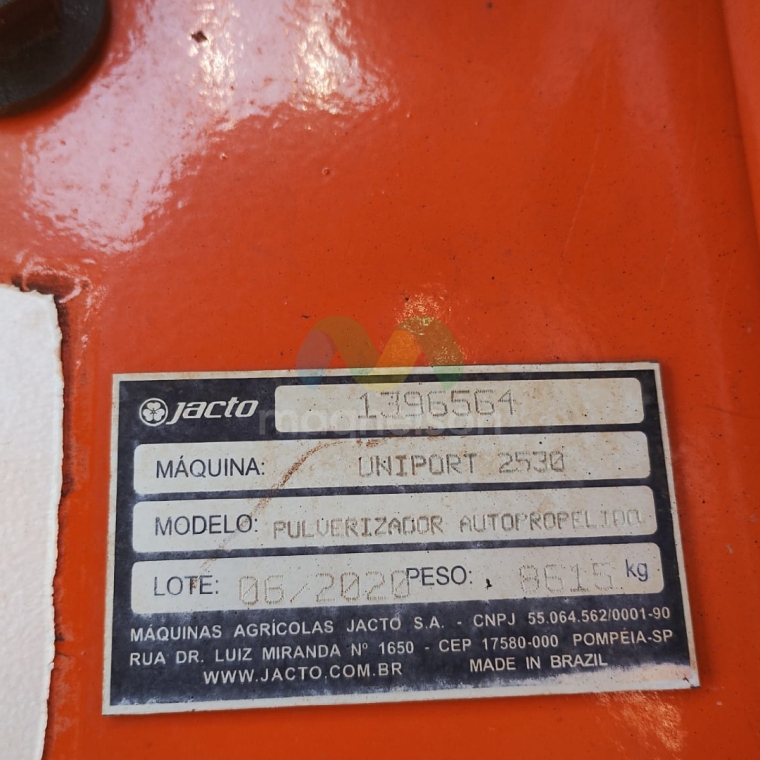 jacto 1396564
MÁQUINA: UNIPORT 2530
MODELO: PULVERIZADOR AUTOPROPELIDO
LOTE: 06/2020 PESO: 8615 kg
MÁQUINAS AGRÍCOLAS JACTO S.A. - CNPJ 55.064.562/0001-90
RUA DR. LUIZ MIRANDA Nº 1650 - CEP 17580-000 POMPÉIA-SP
WWW.JACTO.COM.BR MADE IN BRAZIL